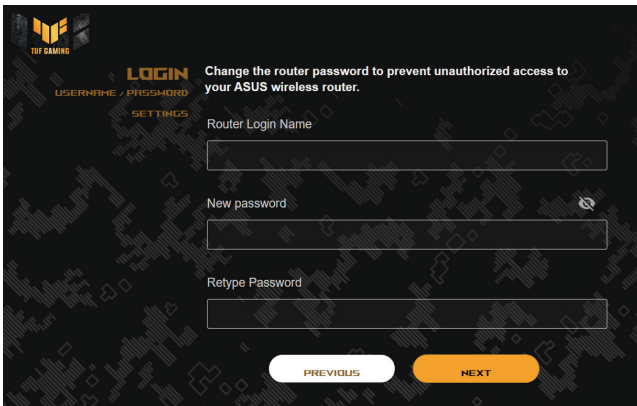 TUF GAMING
LOGIN
USERNAME / PASSWORD
SETTINGS
Change the router password to prevent unauthorized access to
your ASUS wireless router.
Router Login Name
New password
Retype Password
PREVIOUS
NEXT